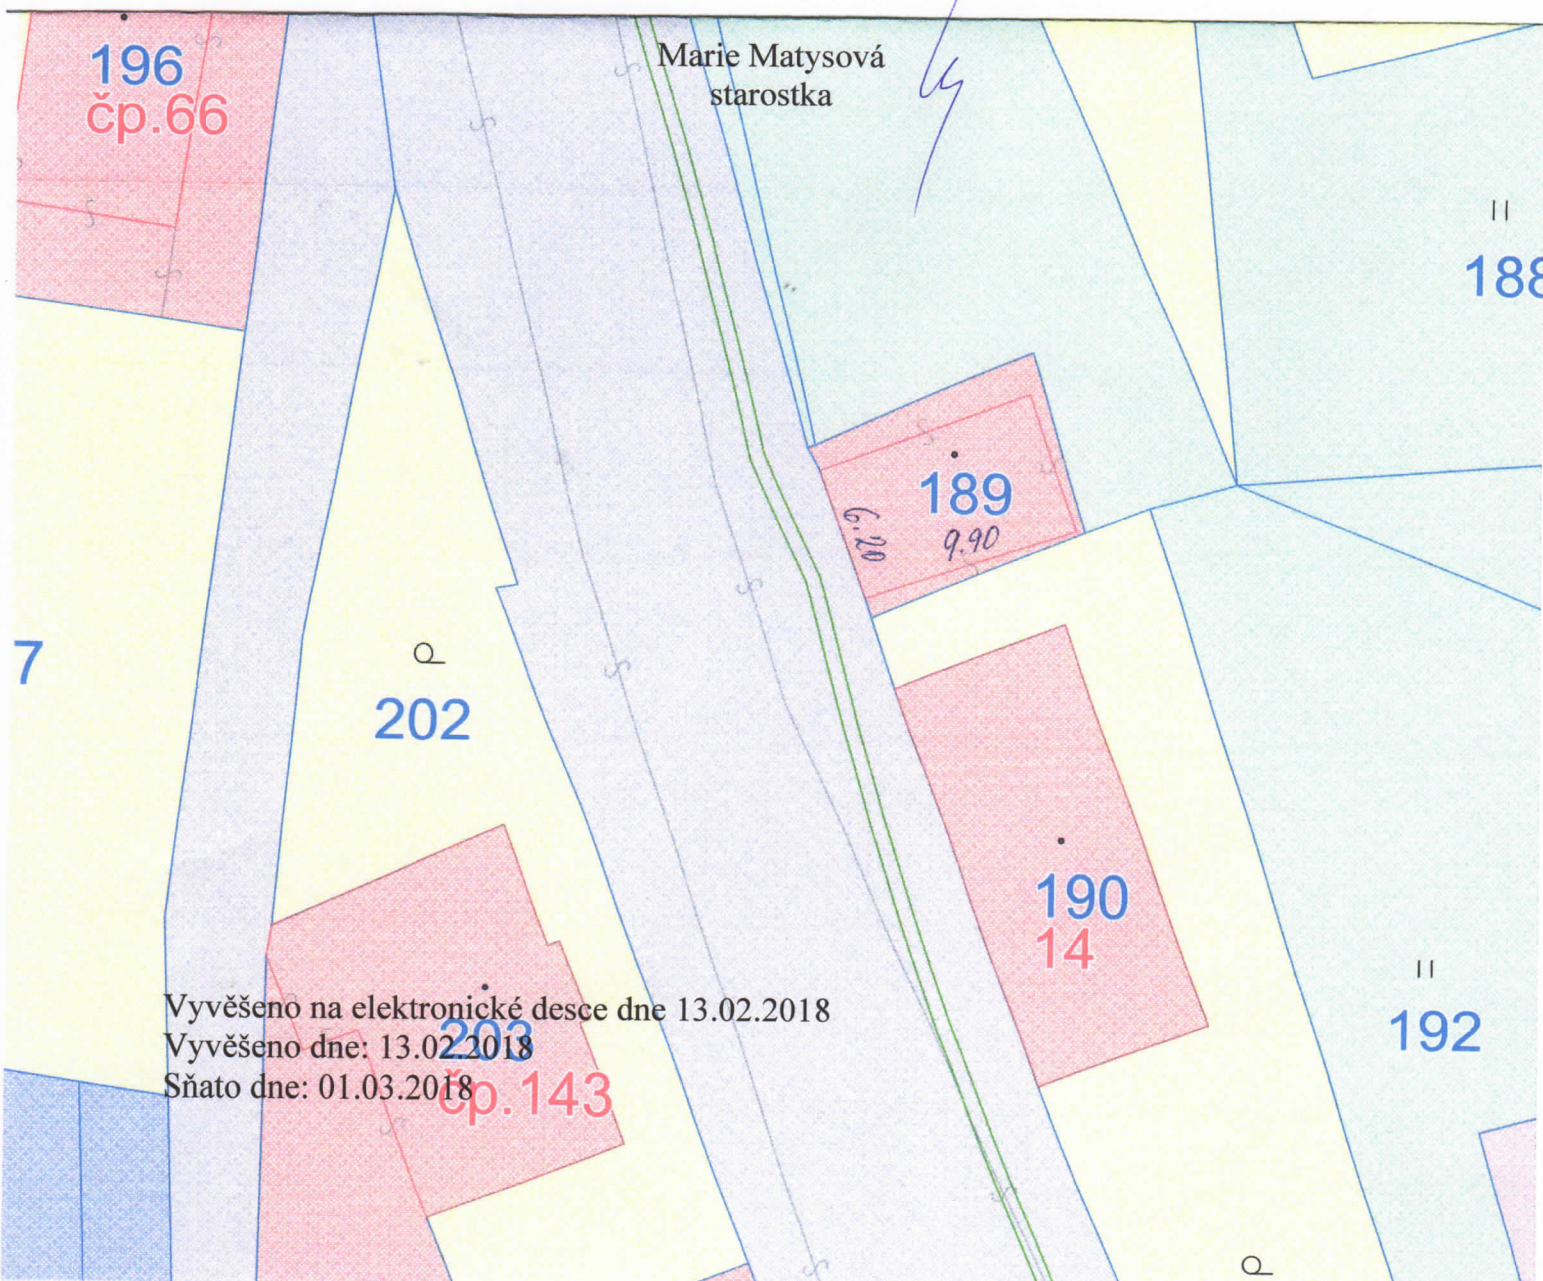 196
čp.66
Marie Matysová
starostka
188
189
6.20
9.90
7
202
190
14
192
Vyvěšeno na elektronické desce dne 13.02.2018
203
Vyvěšeno dne: 13.02.2018
Sňato dne: 01.03.2018
čp.143